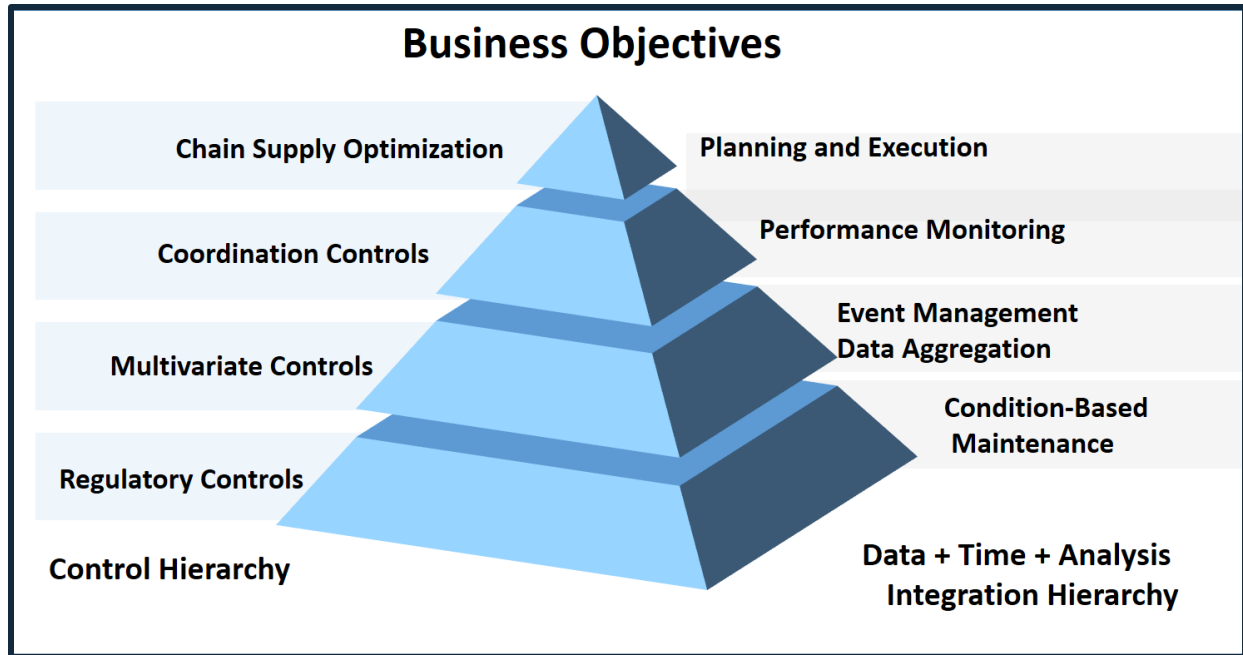 Business Objectives
Chain Supply Optimization
Planning and Execution
Coordination Controls
Performance Monitoring
Multivariate Controls
Event Management
Data Aggregation
Regulatory Controls
Condition-Based
Maintenance
Control Hierarchy
Data + Time + Analysis
Integration Hierarchy